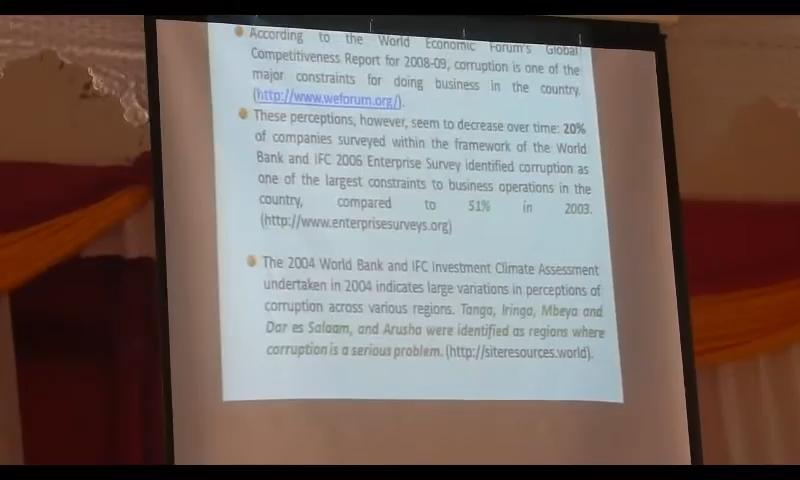 According to the World Economic Forum's Global
Competitiveness Report for 2008-09, corruption is one of the
major constraints for doing business in the country.
(http://www.weforum.org/).
These perceptions, however, seem to decrease over time: 20%
of companies surveyed within the framework of the World
Bank and IFC 2006 Enterprise Survey identified corruption as
one of the largest constraints to business operations in the
country, compared to 51% in 2003.
(http://www.enterprisesurveys.org)
The 2004 World Bank and IFC Investment Climate Assessment
undertaken in 2004 indicates large variations in perceptions of
corruption across various regions. Tanga, Iringa, Mbeya and
Dar es Salaam, and Arusha were identified as regions where
corruption is a serious problem. (http://siteresources.world).